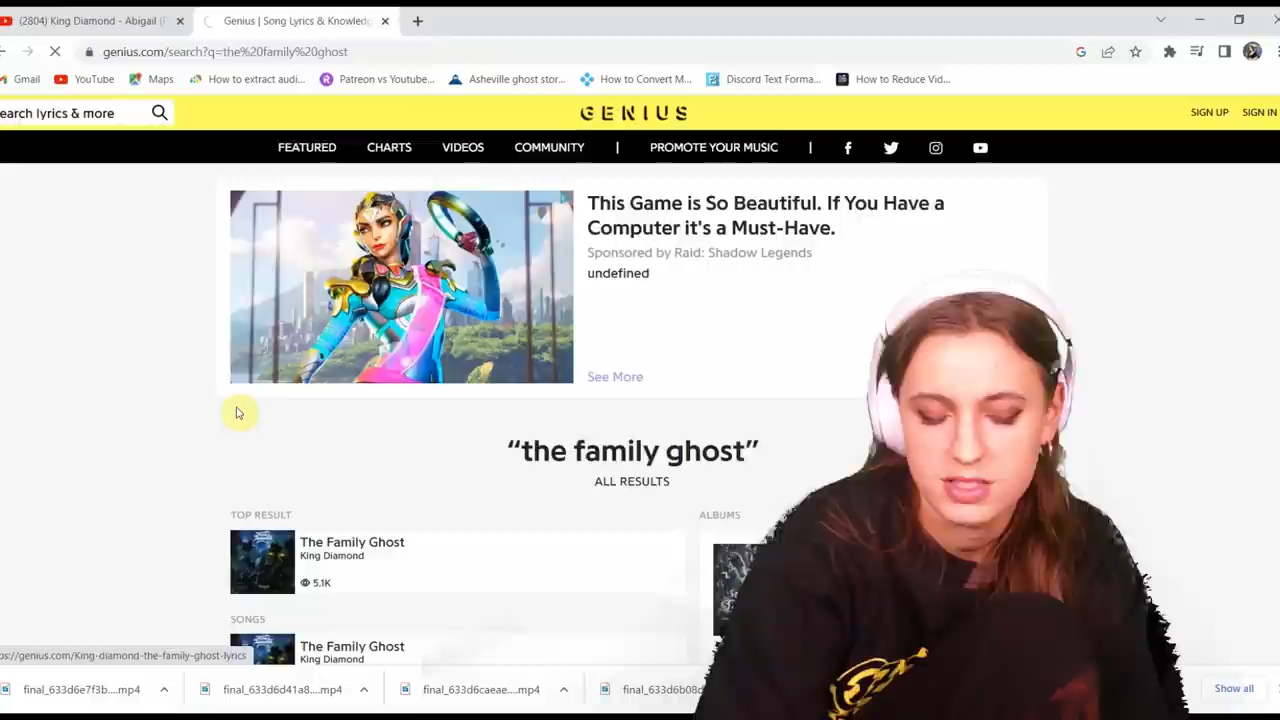 (2804) King Diamond - Abigail (F
Genius | Song Lyrics & Knowledg
genius.com/search?q=the%20family%20ghost
Gmail
YouTube
Maps
How to extract audi...
Patreon vs Youtube...
Asheville ghost stor...
How to Convert M...
Discord Text Forma...
How to Reduce Vid...
earch lyrics & more
GENIUS
SIGN UP
SIGN IN
FEATURED
CHARTS
VIDEOS
COMMUNITY
|
PROMOTE YOUR MUSIC
|
This Game is So Beautiful. If You Have a
Computer it's a Must-Have.
Sponsored by Raid: Shadow Legends
undefined
See More
“the family ghost”
ALL RESULTS
TOP RESULT
ALBUMS
The Family Ghost
King Diamond
5.1K
SONGS
The Family Ghost
King Diamond
ps://genius.com/King-diamond-the-family-ghost-lyrics
final_633d6e7f3b....mp4
final_633d6d41a8....mp4
final_633d6caeae....mp4
final_633d6b08d
Show all